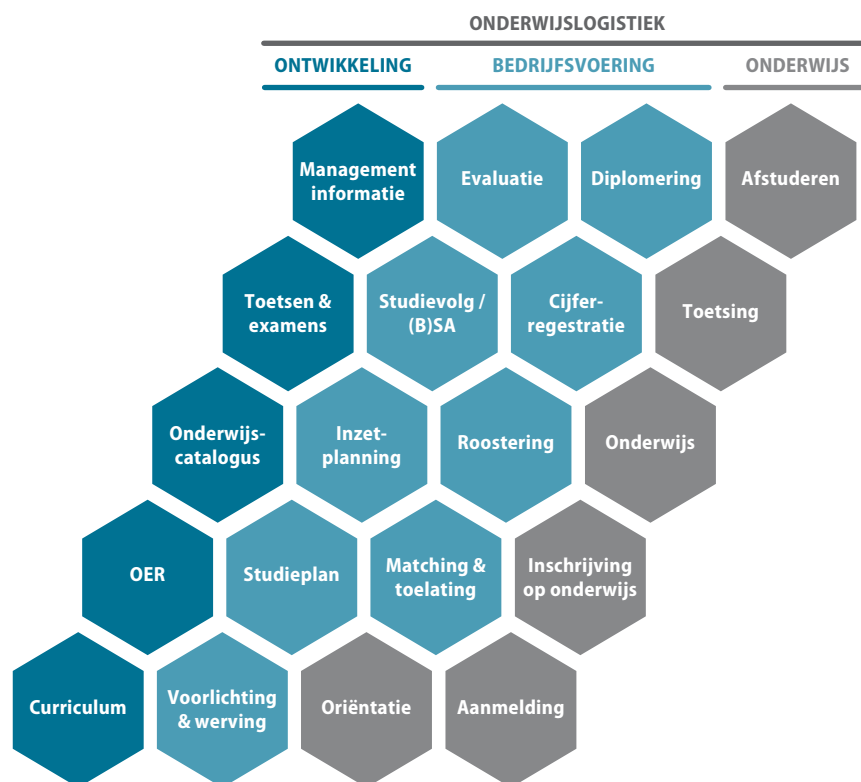 ONDERWIJSLOGISTIEK
ONTWIKKELING
BEDRIJFSVOERING
ONDERWIJS
Management
informatie
Evaluatie
Diplomering
Afstuderen
Toetsen &
examens
Studievolg /
(B)SA
Cijfer-
regestratie
Toetsing
Onderwijs-
catalogus
Inzet-
planning
Roostering
Onderwijs
OER
Studieplan
Matching &
toelating
Inschrijving
op onderwijs
Curriculum
Voorlichting
& werving
Oriëntatie
Aanmelding